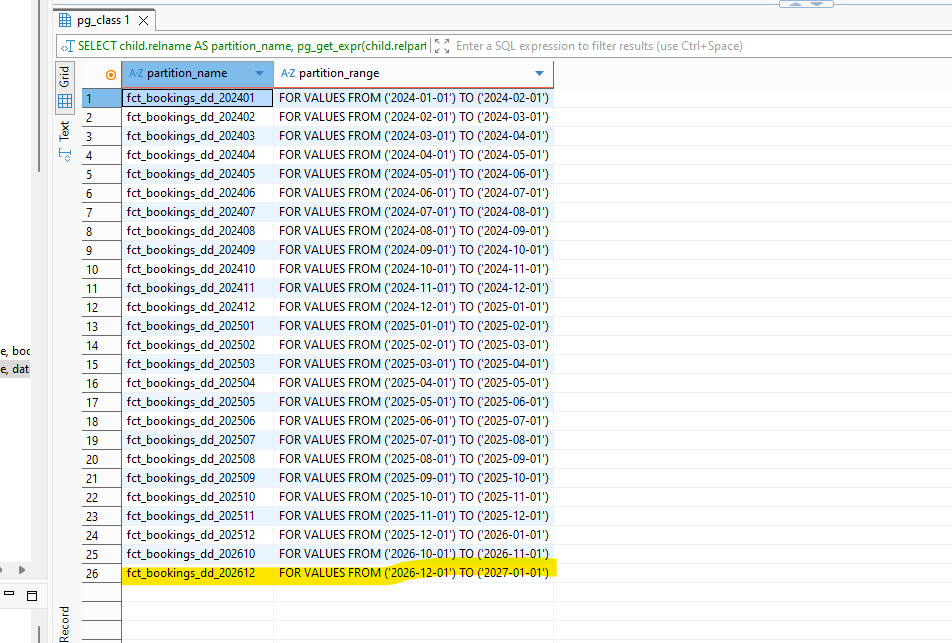 pg_class 1
SELECT child.relname AS partition_name, pg_get_expr(child.relpart
Enter a SQL expression to filter results (use Ctrl+Space)
Grid
Text
Record
A-Z partition_name A-Z partition_range
1 fct_bookings_dd_202401 FOR VALUES FROM ('2024-01-01') TO ('2024-02-01')
2 fct_bookings_dd_202402 FOR VALUES FROM ('2024-02-01') TO ('2024-03-01')
3 fct_bookings_dd_202403 FOR VALUES FROM ('2024-03-01') TO ('2024-04-01')
4 fct_bookings_dd_202404 FOR VALUES FROM ('2024-04-01') TO ('2024-05-01')
5 fct_bookings_dd_202405 FOR VALUES FROM ('2024-05-01') TO ('2024-06-01')
6 fct_bookings_dd_202406 FOR VALUES FROM ('2024-06-01') TO ('2024-07-01')
7 fct_bookings_dd_202407 FOR VALUES FROM ('2024-07-01') TO ('2024-08-01')
8 fct_bookings_dd_202408 FOR VALUES FROM ('2024-08-01') TO ('2024-09-01')
9 fct_bookings_dd_202409 FOR VALUES FROM ('2024-09-01') TO ('2024-10-01')
10 fct_bookings_dd_202410 FOR VALUES FROM ('2024-10-01') TO ('2024-11-01')
11 fct_bookings_dd_202411 FOR VALUES FROM ('2024-11-01') TO ('2024-12-01')
12 fct_bookings_dd_202412 FOR VALUES FROM ('2024-12-01') TO ('2025-01-01')
13 fct_bookings_dd_202501 FOR VALUES FROM ('2025-01-01') TO ('2025-02-01')
14 fct_bookings_dd_202502 FOR VALUES FROM ('2025-02-01') TO ('2025-03-01')
15 fct_bookings_dd_202503 FOR VALUES FROM ('2025-03-01') TO ('2025-04-01')
16 fct_bookings_dd_202504 FOR VALUES FROM ('2025-04-01') TO ('2025-05-01')
17 fct_bookings_dd_202505 FOR VALUES FROM ('2025-05-01') TO ('2025-06-01')
18 fct_bookings_dd_202506 FOR VALUES FROM ('2025-06-01') TO ('2025-07-01')
19 fct_bookings_dd_202507 FOR VALUES FROM ('2025-07-01') TO ('2025-08-01')
20 fct_bookings_dd_202508 FOR VALUES FROM ('2025-08-01') TO ('2025-09-01')
21 fct_bookings_dd_202509 FOR VALUES FROM ('2025-09-01') TO ('2025-10-01')
22 fct_bookings_dd_202510 FOR VALUES FROM ('2025-10-01') TO ('2025-11-01')
23 fct_bookings_dd_202511 FOR VALUES FROM ('2025-11-01') TO ('2025-12-01')
24 fct_bookings_dd_202512 FOR VALUES FROM ('2025-12-01') TO ('2026-01-01')
25 fct_bookings_dd_202610 FOR VALUES FROM ('2026-10-01') TO ('2026-11-01')
26 fct_bookings_dd_202612 FOR VALUES FROM ('2026-12-01') TO ('2027-01-01')
e, boo
e, dat